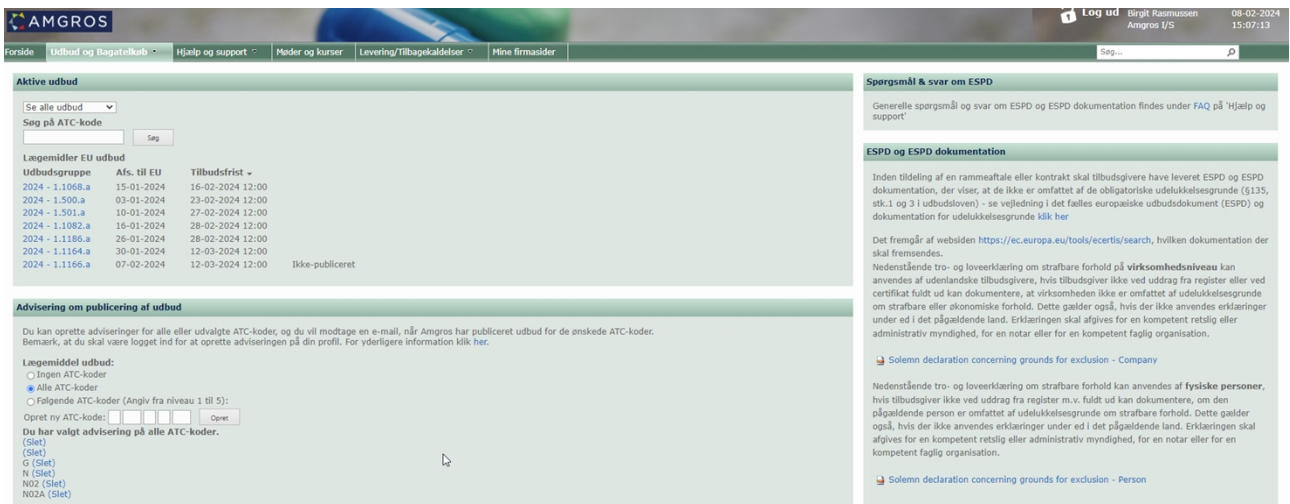 AMGROS
Log ud Birgit Rasmussen 08-02-2024
Amgros I/S 15:07:13
Forside Udbud og Bagatelkøb Hjælp og support Møder og kurser Levering/Tilbagekaldelser Mine firmasider Søg...
Aktive udbud
Se alle udbud
Søg på ATC-kode
Søg
Lægemidler EU udbud
Udbudsgruppe Afs. til EU Tilbudsfrist
2024 - 1.1068.a 15-01-2024 16-02-2024 12:00
2024 - 1.500.a 03-01-2024 23-02-2024 12:00
2024 - 1.501.a 10-01-2024 27-02-2024 12:00
2024 - 1.1082.a 16-01-2024 28-02-2024 12:00
2024 - 1.1186.a 26-01-2024 28-02-2024 12:00
2024 - 1.1164.a 30-01-2024 12-03-2024 12:00
2024 - 1.1166.a 07-02-2024 12-03-2024 12:00 Ikke-publiceret
Advisering om publicering af udbud
Du kan oprette adviseringer for alle eller udvalgte ATC-koder, og du vil modtage en e-mail, når Amgros har publiceret udbud for de ønskede ATC-koder.
Bemærk, at du skal være logget ind for at oprette adviseringen på din profil. For yderligere information klik her.
Lægemiddel udbud:
Ingen ATC-koder
Alle ATC-koder
Følgende ATC-koder (Angiv fra niveau 1 til 5):
Opret ny ATC-kode: Opret
Du har valgt advisering på alle ATC-koder.
(Slet)
(Slet)
G (Slet)
N (Slet)
N02 (Slet)
N02A (Slet)
Spørgsmål & svar om ESPD
Generelle spørgsmål og svar om ESPD og ESPD dokumentation findes under FAQ på 'Hjælp og
support'
ESPD og ESPD dokumentation
Inden tildeling af en rammeaftale eller kontrakt skal tilbudsgivere have leveret ESPD og ESPD
dokumentation, der viser, at de ikke er omfattet af de obligatoriske udelukkelsesgrunde (§135,
stk.1 og 3 i udbudsloven) - se vejledning i det fælles europæiske udbudsdokument (ESPD) og
dokumentation for udelukkelsesgrunde klik her
Det fremgår af websiden https://ec.europa.eu/tools/ecertis/search, hvilken dokumentation der
skal fremsendes.
Nedenstående tro- og loveerklæring om strafbare forhold på virksomhedsniveau kan
anvendes af udenlandske tilbudsgivere, hvis tilbudsgiver ikke ved uddrag fra register eller ved
certifikat fuldt ud kan dokumentere, at virksomheden ikke er omfattet af udelukkelsesgrunde
om strafbare eller økonomiske forhold. Dette gælder også, hvis der ikke anvendes erklæringer
under ed i det pågældende land. Erklæringen skal afgives for en kompetent retslig eller
administrativ myndighed, for en notar eller for en kompetent faglig organisation.
Solemn declaration concerning grounds for exclusion - Company
Nedenstående tro- og loveerklæring om strafbare forhold kan anvendes af fysiske personer,
hvis tilbudsgiver ikke ved uddrag fra register m.v. fuldt ud kan dokumentere, om den
pågældende person er omfattet af udelukkelsesgrunde om strafbare forhold. Dette gælder
også, hvis der ikke anvendes erklæringer under ed i det pågældende land. Erklæringen skal
afgives for en kompetent retslig eller administrativ myndighed, for en notar eller for en
kompetent faglig organisation.
Solemn declaration concerning grounds for exclusion - Person